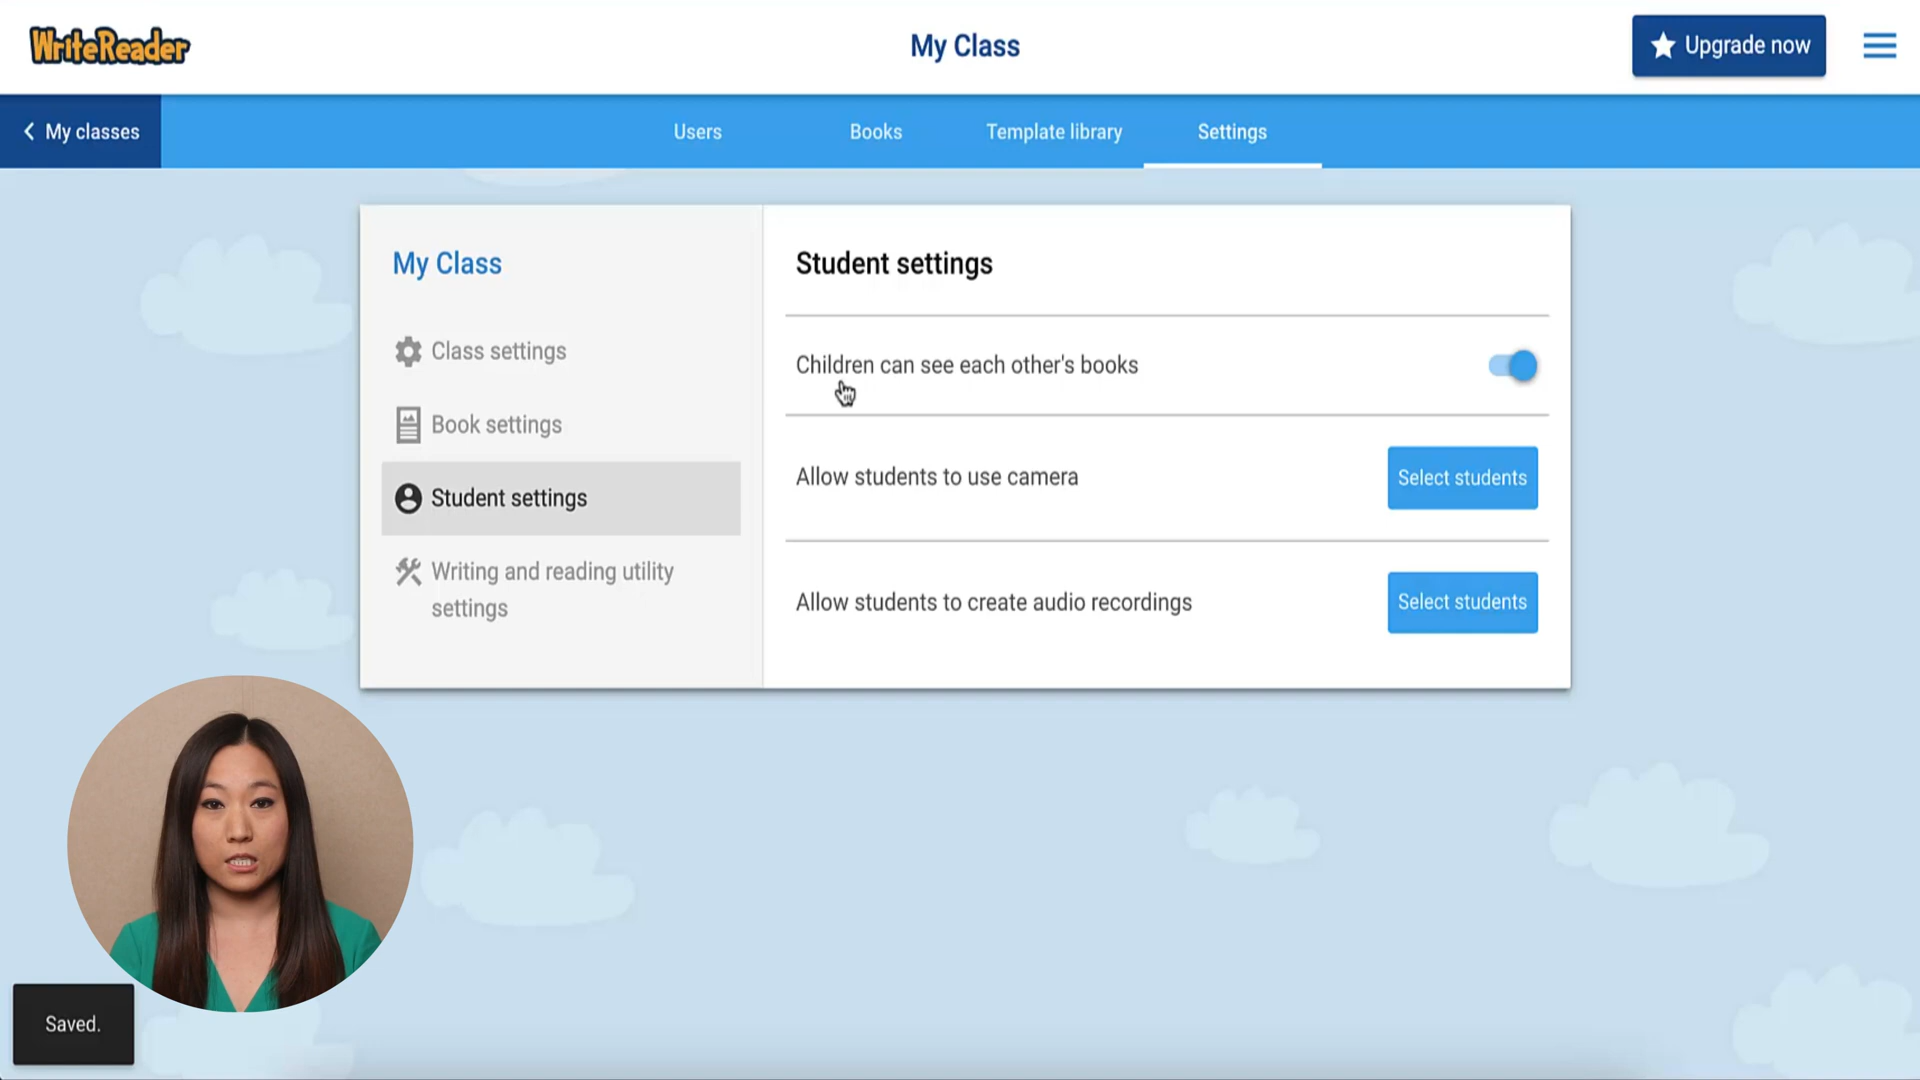 WriteReader
My Class
Upgrade now
My classes
Users
Books
Template library
Settings
My Class
Class settings
Book settings
Student settings
Writing and reading utility
settings
Student settings
Children can see each other's books
Allow students to use camera
Select students
Allow students to create audio recordings
Select students
Saved.